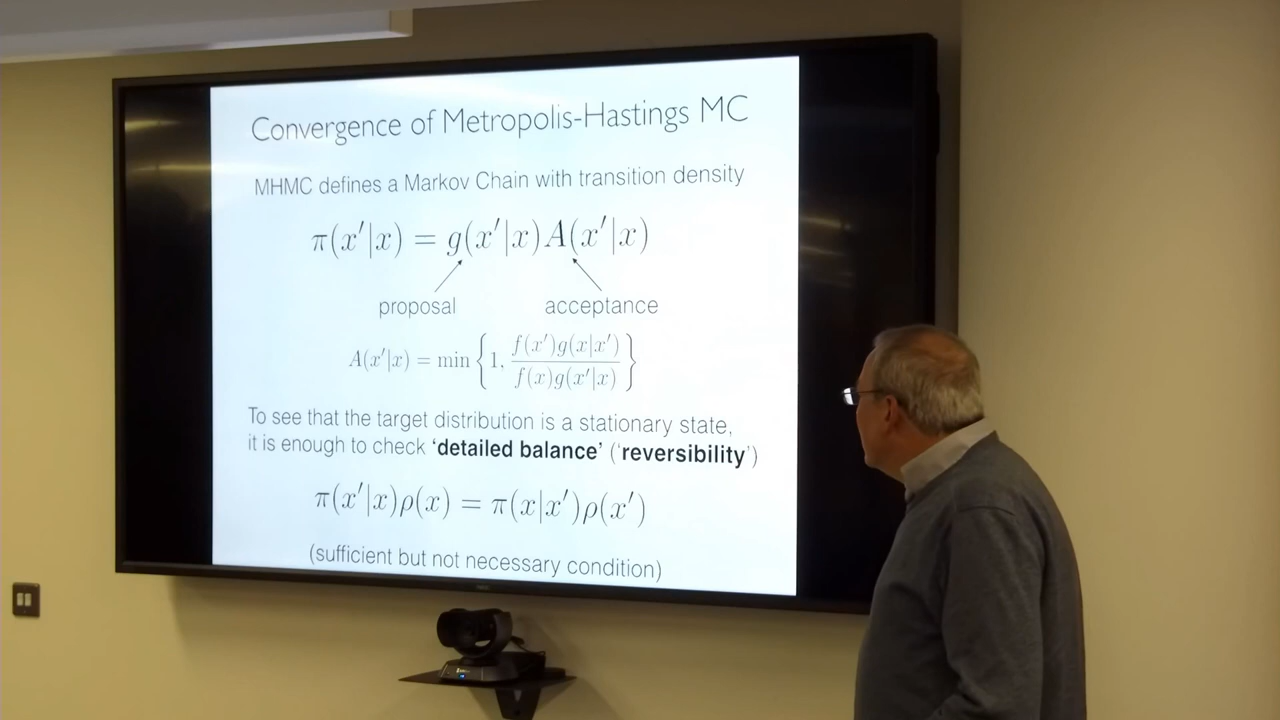 Convergence of Metropolis-Hastings MC
MHMC defines a Markov Chain with transition density
π(x′|x) = g(x′|x)A(x′|x)
proposal acceptance
A(x′|x) = min {1, f(x′)g(x|x′) / f(x)g(x′|x)}
To see that the target distribution is a stationary state,
it is enough to check ‘detailed balance’ (‘reversibility’)
π(x′|x)ρ(x) = π(x|x′)ρ(x′)
(sufficient but not necessary condition)